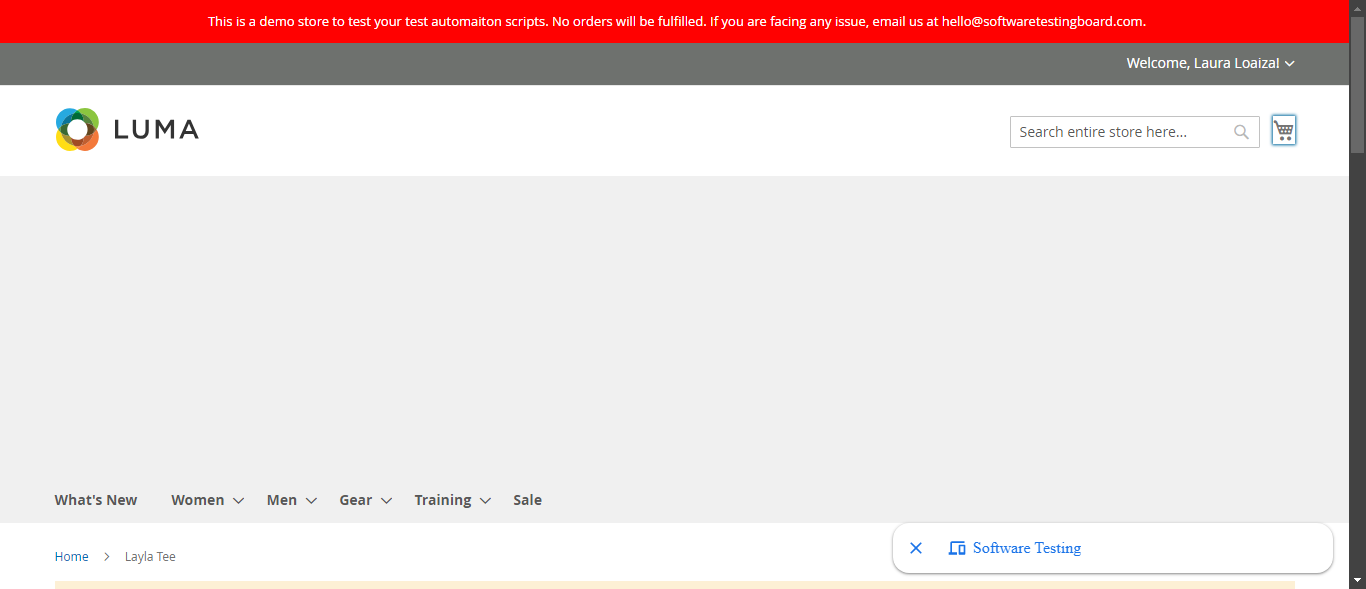 This is a demo store to test your test automaiton scripts. No orders will be fulfilled. If you are facing any issue, email us at hello@softwaretestingboard.com.
Welcome, Laura Loaiza!
LUMA
Search entire store here...
What's New Women Men Gear Training Sale
Home Layla Tee
Software Testing